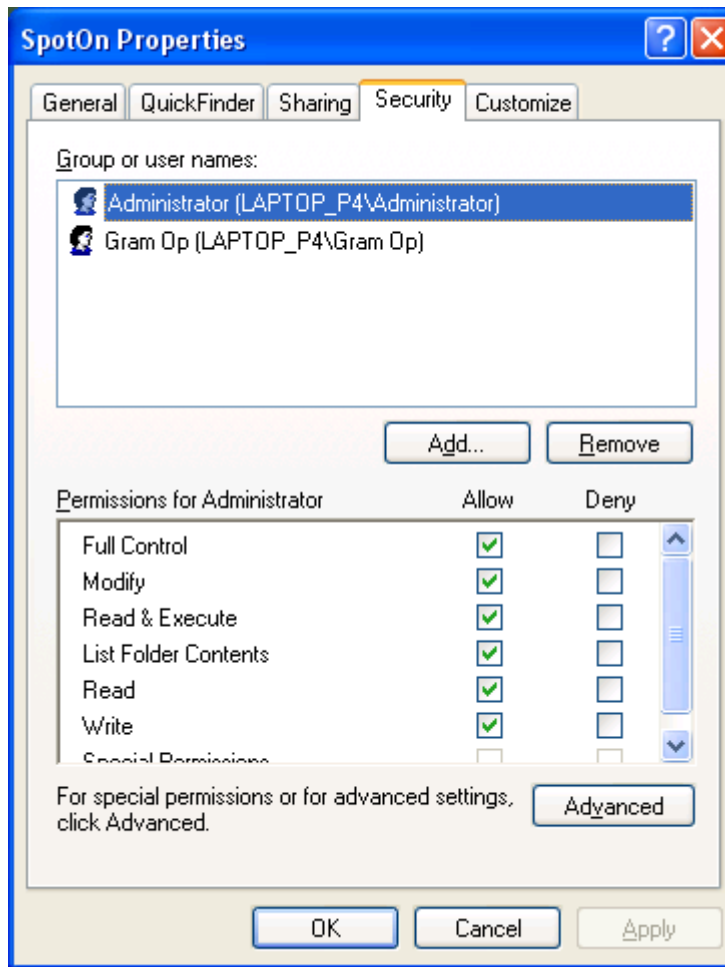 SpotOn Properties
General QuickFinder Sharing Security Customize
Group or user names:
Administrator (LAPTOP_P4\Administrator)
Gram Op (LAPTOP_P4\Gram Op)
Add... Remove
Permissions for Administrator Allow Deny
Full Control
Modify
Read & Execute
List Folder Contents
Read
Write
Special Permissions
For special permissions or for advanced settings, Advanced
click Advanced.
OK Cancel Apply